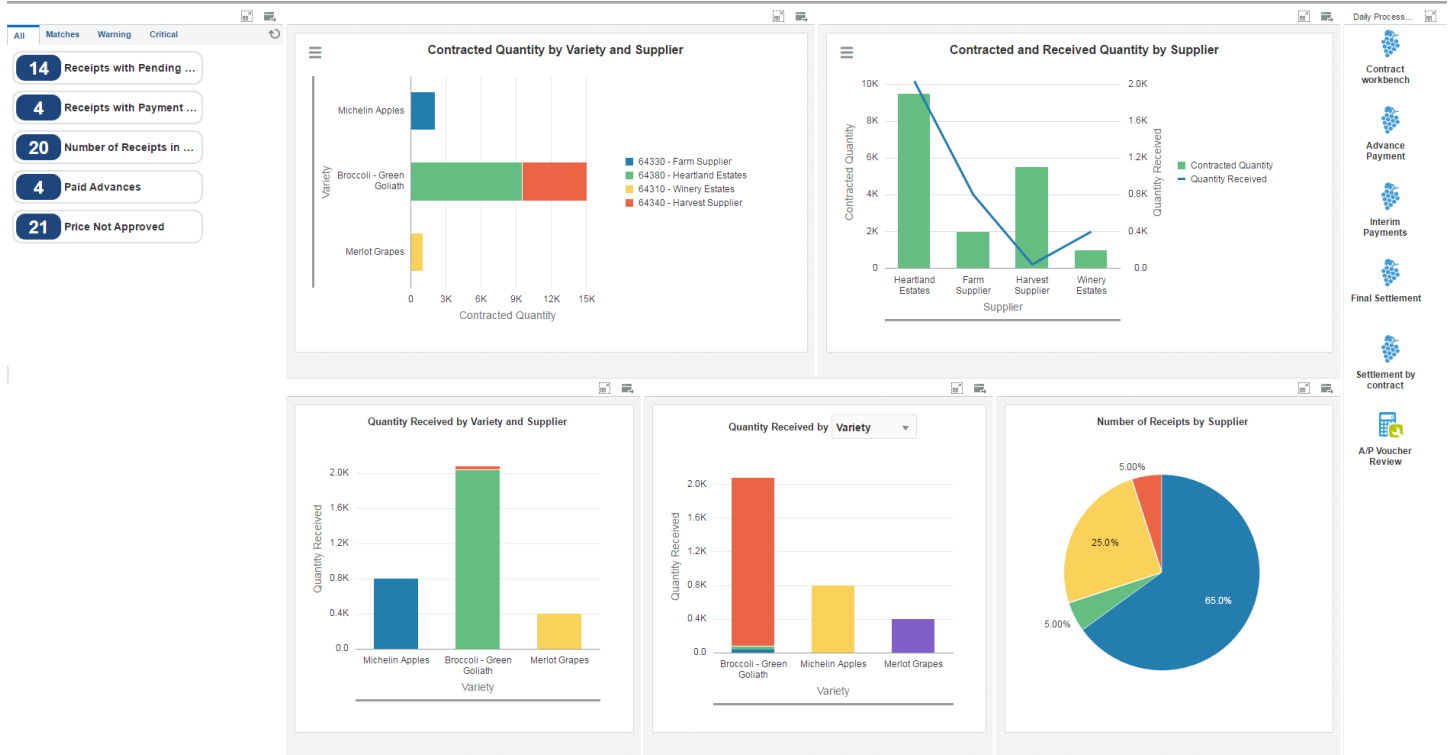 Daily Process...
All
Matches
Warning
Critical
14 Receipts with Pending ...
4 Receipts with Payment ...
20 Number of Receipts in ...
4 Paid Advances
21 Price Not Approved
Contracted Quantity by Variety and Supplier
Variety
Michelin Apples
Broccoli - Green
Goliath
Merlot Grapes
0 3K 6K 9K 12K 15K
Contracted Quantity
64330 - Farm Supplier
64380 - Heartland Estates
64310 - Winery Estates
64340 - Harvest Supplier
Contracted and Received Quantity by Supplier
Contracted Quantity
10K
8K
6K
4K
2K
0
2.0K
1.6K
1.2K
0.8K
0.4K
0.0
Quantity Received
Heartland
Estates
Farm
Supplier
Harvest
Supplier
Winery
Estates
Supplier
Contracted Quantity
Quantity Received
Contract
workbench
Advance
Payment
Interim
Payments
Final Settlement
Settlement by
contract
A/P Voucher
Review
Quantity Received by Variety and Supplier
Quantity Received
2.0K
1.6K
1.2K
0.8K
0.4K
0.0
Michelin Apples
Broccoli - Green
Goliath
Merlot Grapes
Variety
Quantity Received by Variety
Quantity Received
2.0K
1.6K
1.2K
0.8K
0.4K
0.0
Broccoli - Green
Goliath
Michelin Apples
Merlot Grapes
Variety
Number of Receipts by Supplier
5.00%
25.0%
5.00%
65.0%